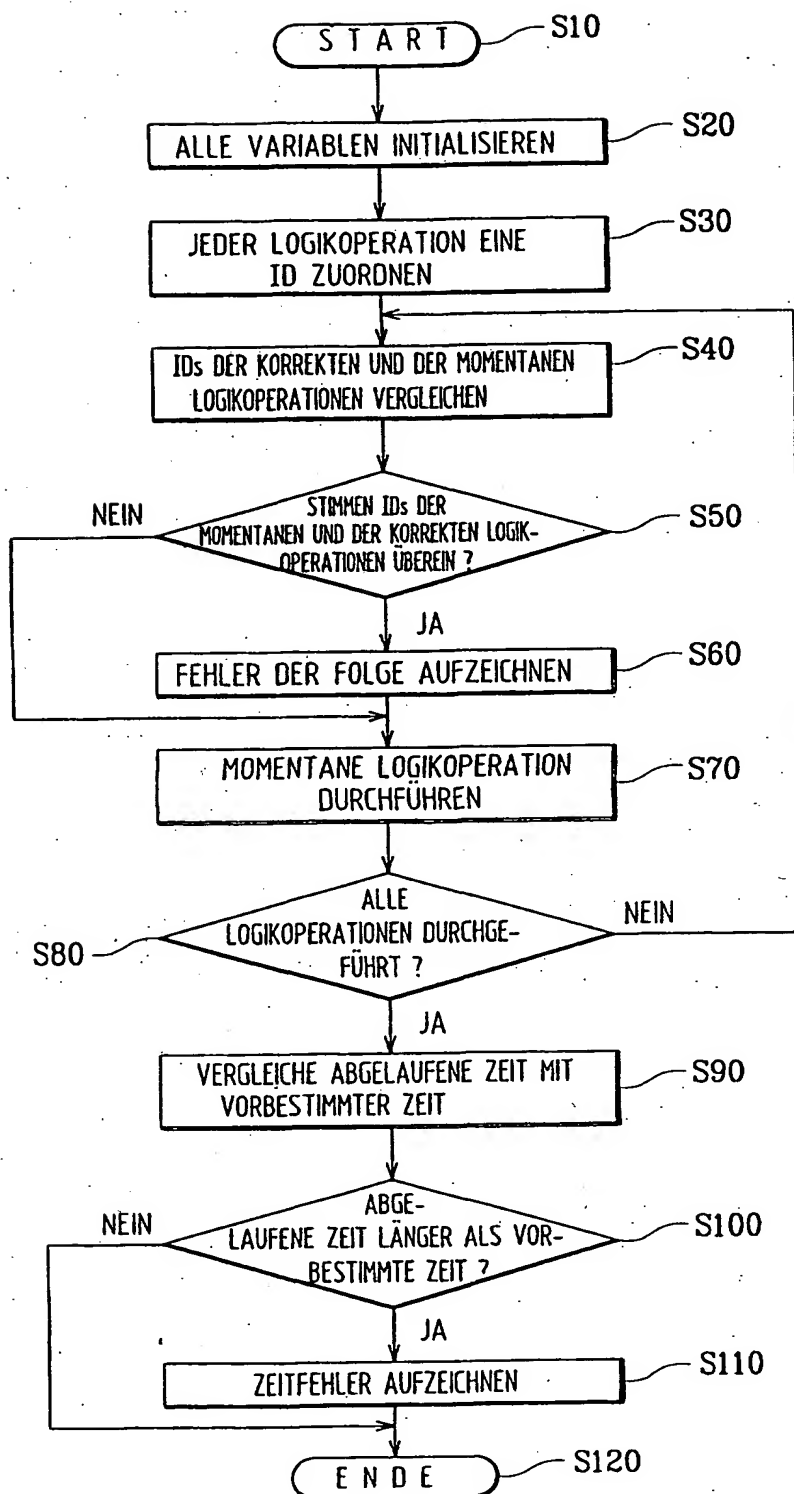 START
S10
ALLE VARIABLEN INITIALISIEREN
S20
JEDER LOGIKOPERATION EINE
ID ZUORDNEN
S30
IDs DER KORREKTEN UND DER MOMENTANEN
LOGIKOPERATIONEN VERGLEICHEN
S40
NEIN
STIMMEN IDs DER
MOMENTANEN UND DER KORREKTEN LOGIK-
OPERATIONEN ÜBEREIN ?
S50
JA
FEHLER DER FOLGE AUFZEICHNEN
S60
MOMENTANE LOGIKOPERATION
DURCHFÜHREN
S70
ALLE
LOGIKOPERATIONEN DURCHGE-
FÜHRT ?
NEIN
S80
JA
VERGLEICHE ABGELAUFENE ZEIT MIT
VORBESTIMMTER ZEIT
S90
NEIN
ABGE-
LAUFENE ZEIT LÄNGER ALS VOR-
BESTIMMTE ZEIT ?
S100
JA
ZEITFEHLER AUFZEICHNEN
S110
ENDE
S120